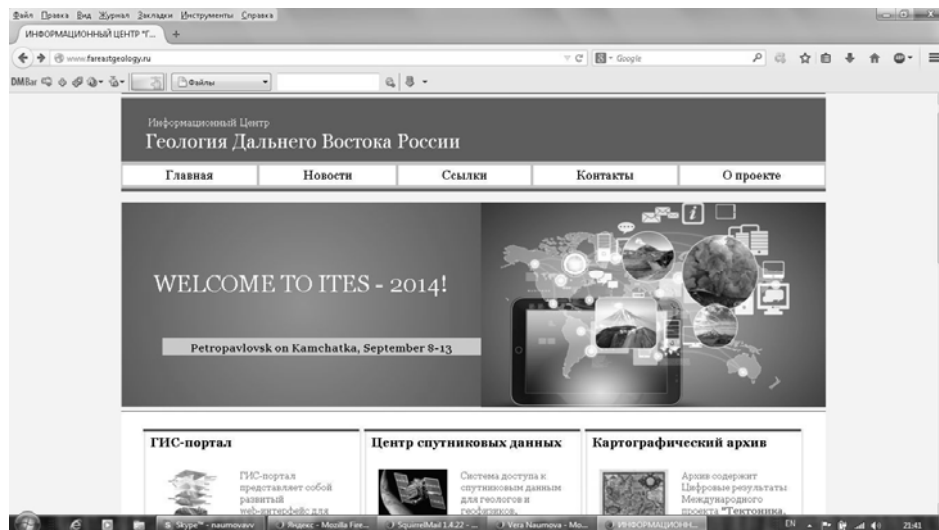 Файл Правка Вид Журнал Закладки Инструменты Справка
ИНФОРМАЦИОННЫЙ ЦЕНТР "Г...
www.fareastgeology.ru
Google
DMBar
Файлы
Информационный Центр
Геология Дальнего Востока России
Главная Новости Ссылки Контакты О проекте
WELCOME TO ITES - 2014!
Petropavlovsk on Kamchatka, September 8-13
ГИС-портал Центр спутниковых данных Картографический архив
ГИС-портал
представляет собой
развитый
web-интерфейс для
Система доступа к
спутниковым данным
для геологов и
геофизиков,
Архив содержит
Цифровые результаты
Международного
проекта "Тектоника,
Skype™ - naumovavv Яндекс - Mozilla Fire... SquirrelMail 1.4.22 - ... Vera Naumova - Mo... ИНФОРМАЦИОНН... EN 21:41